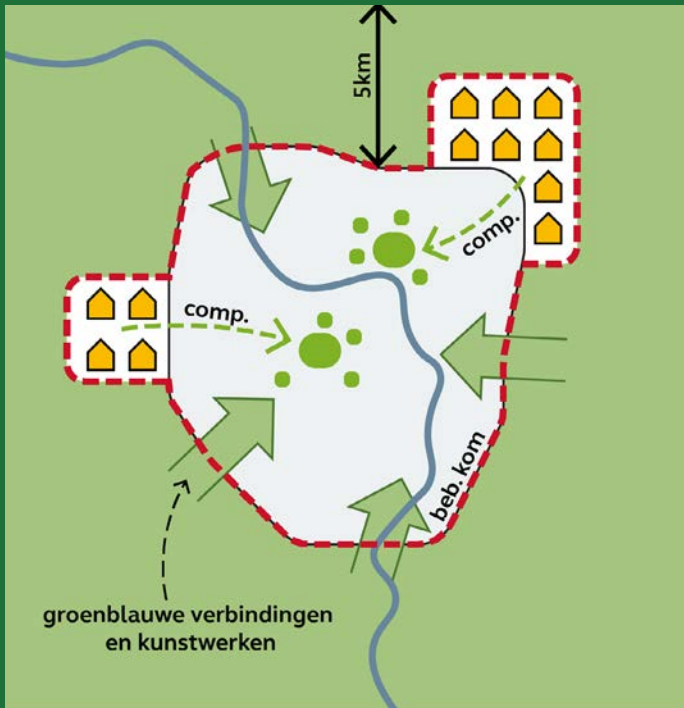 5km
comp.
comp.
beb. kom
groenblauwe verbindingen
en kunstwerken